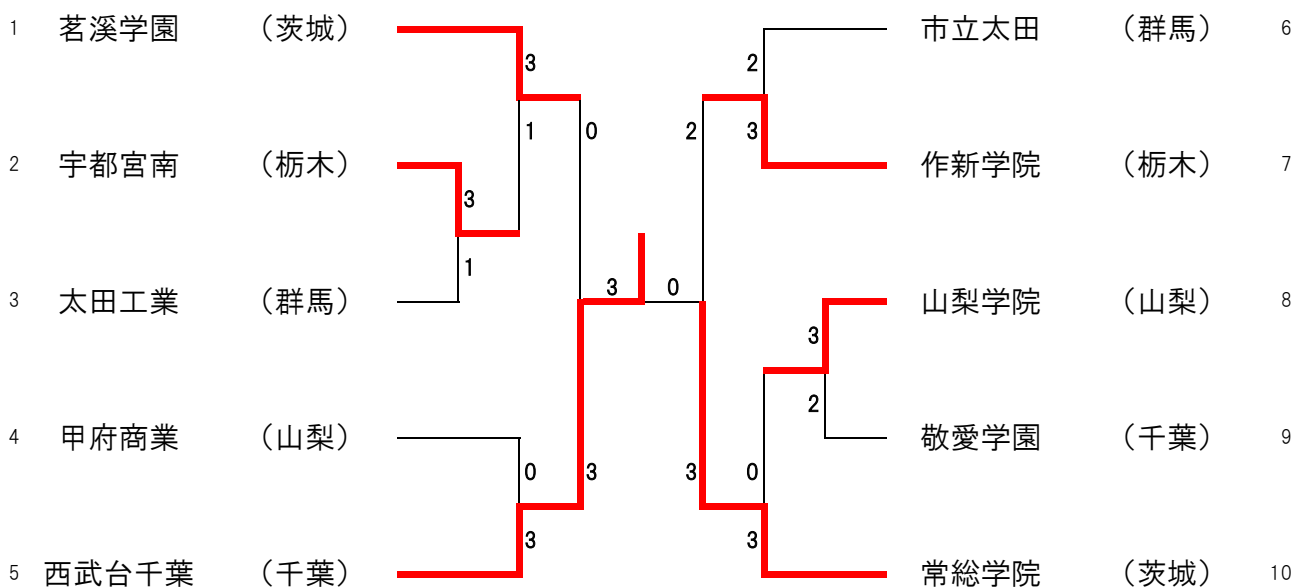 1 茗溪学園 （茨城）
2 宇都宮南 （栃木）
3 太田工業 （群馬）
4 甲府商業 （山梨）
5 西武台千葉 （千葉）
3
1
0
3
1
3
0
0
3
3
2
3
2
3
2
3
0
3
市立太田 （群馬） 6
作新学院 （栃木） 7
山梨学院 （山梨） 8
敬愛学園 （千葉） 9
常総学院 （茨城） 10